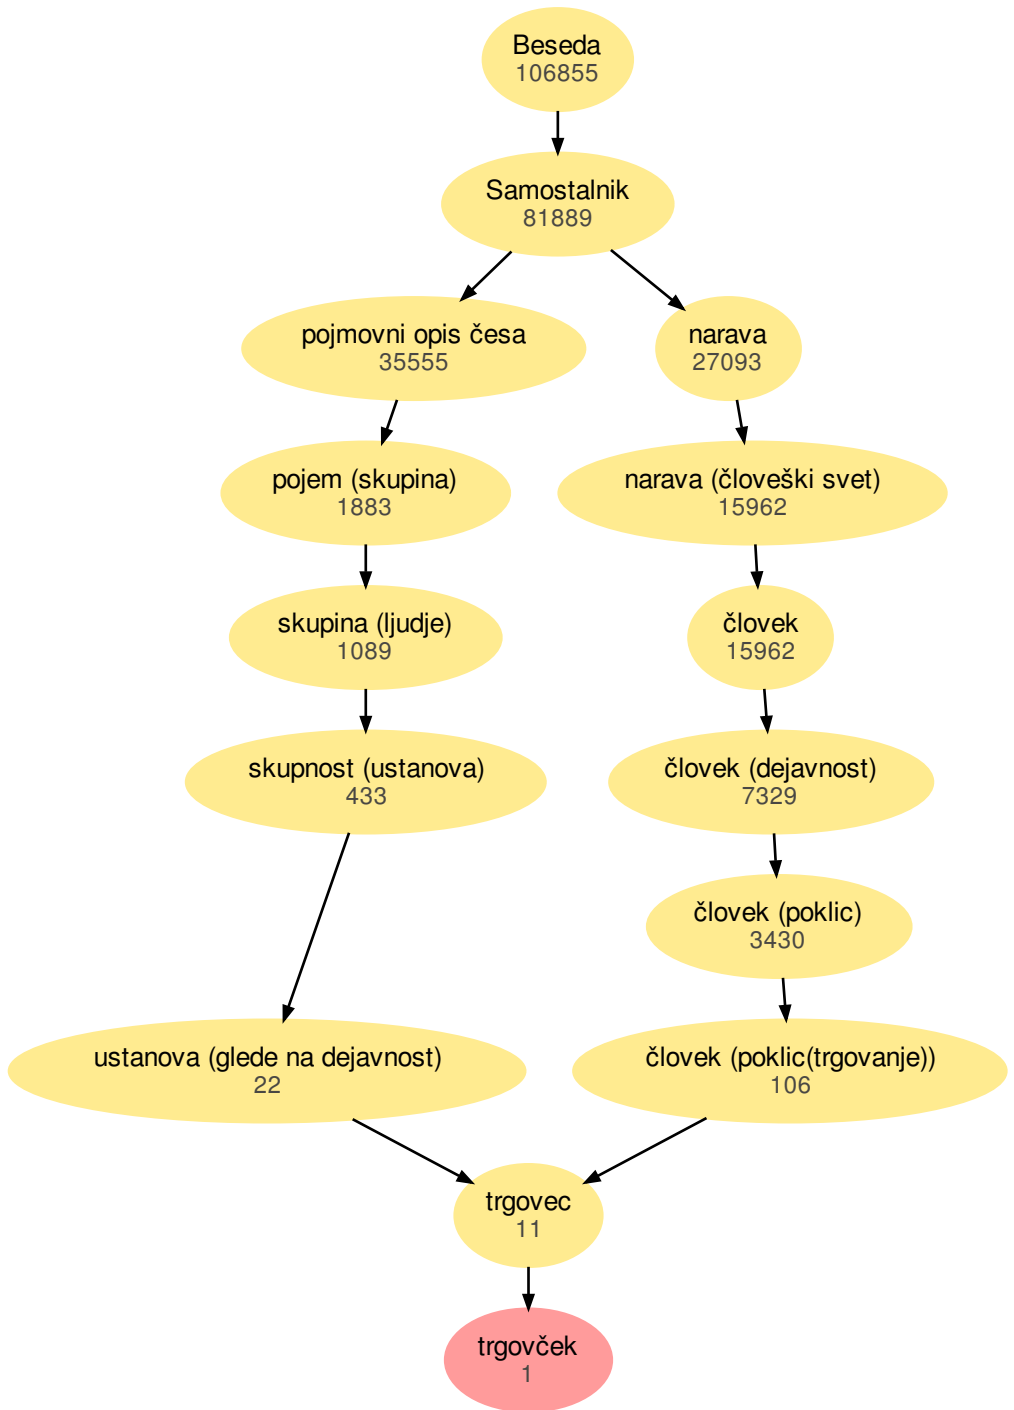 Beseda
106855
Samostalnik
81889
pojmovni opis česa
35555
narava
27093
pojem (skupina)
1883
narava (človeški svet)
15962
skupina (ljudje)
1089
človek
15962
skupnost (ustanova)
433
človek (dejavnost)
7329
človek (poklic)
3430
ustanova (glede na dejavnost)
22
človek (poklic(trgovanje))
106
trgovec
11
trgovček
1